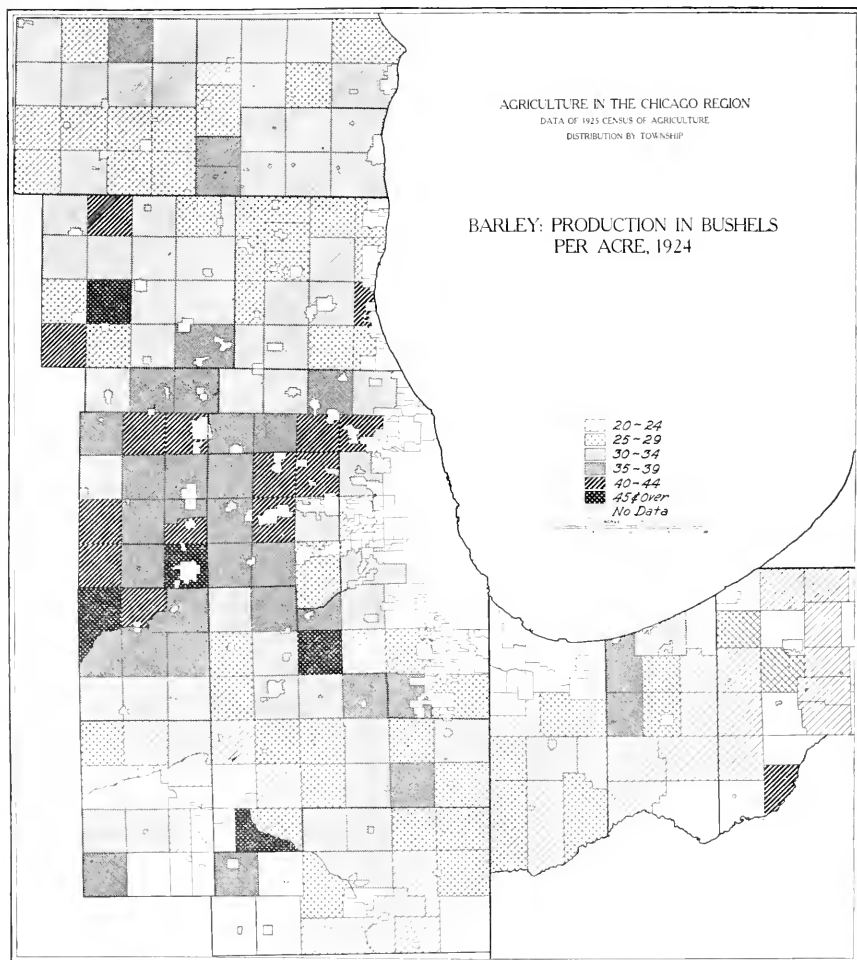 AGRICULTURE IN THE CHICAGO REGION
DATA OF 1925 CENSUS OF AGRICULTURE
DISTRIBUTION BY TOWNSHIP
BARLEY: PRODUCTION IN BUSHELS
PER ACRE, 1924
20-24
25-29
30-34
35-39
40-44
45 & Over
No Data
SCALE